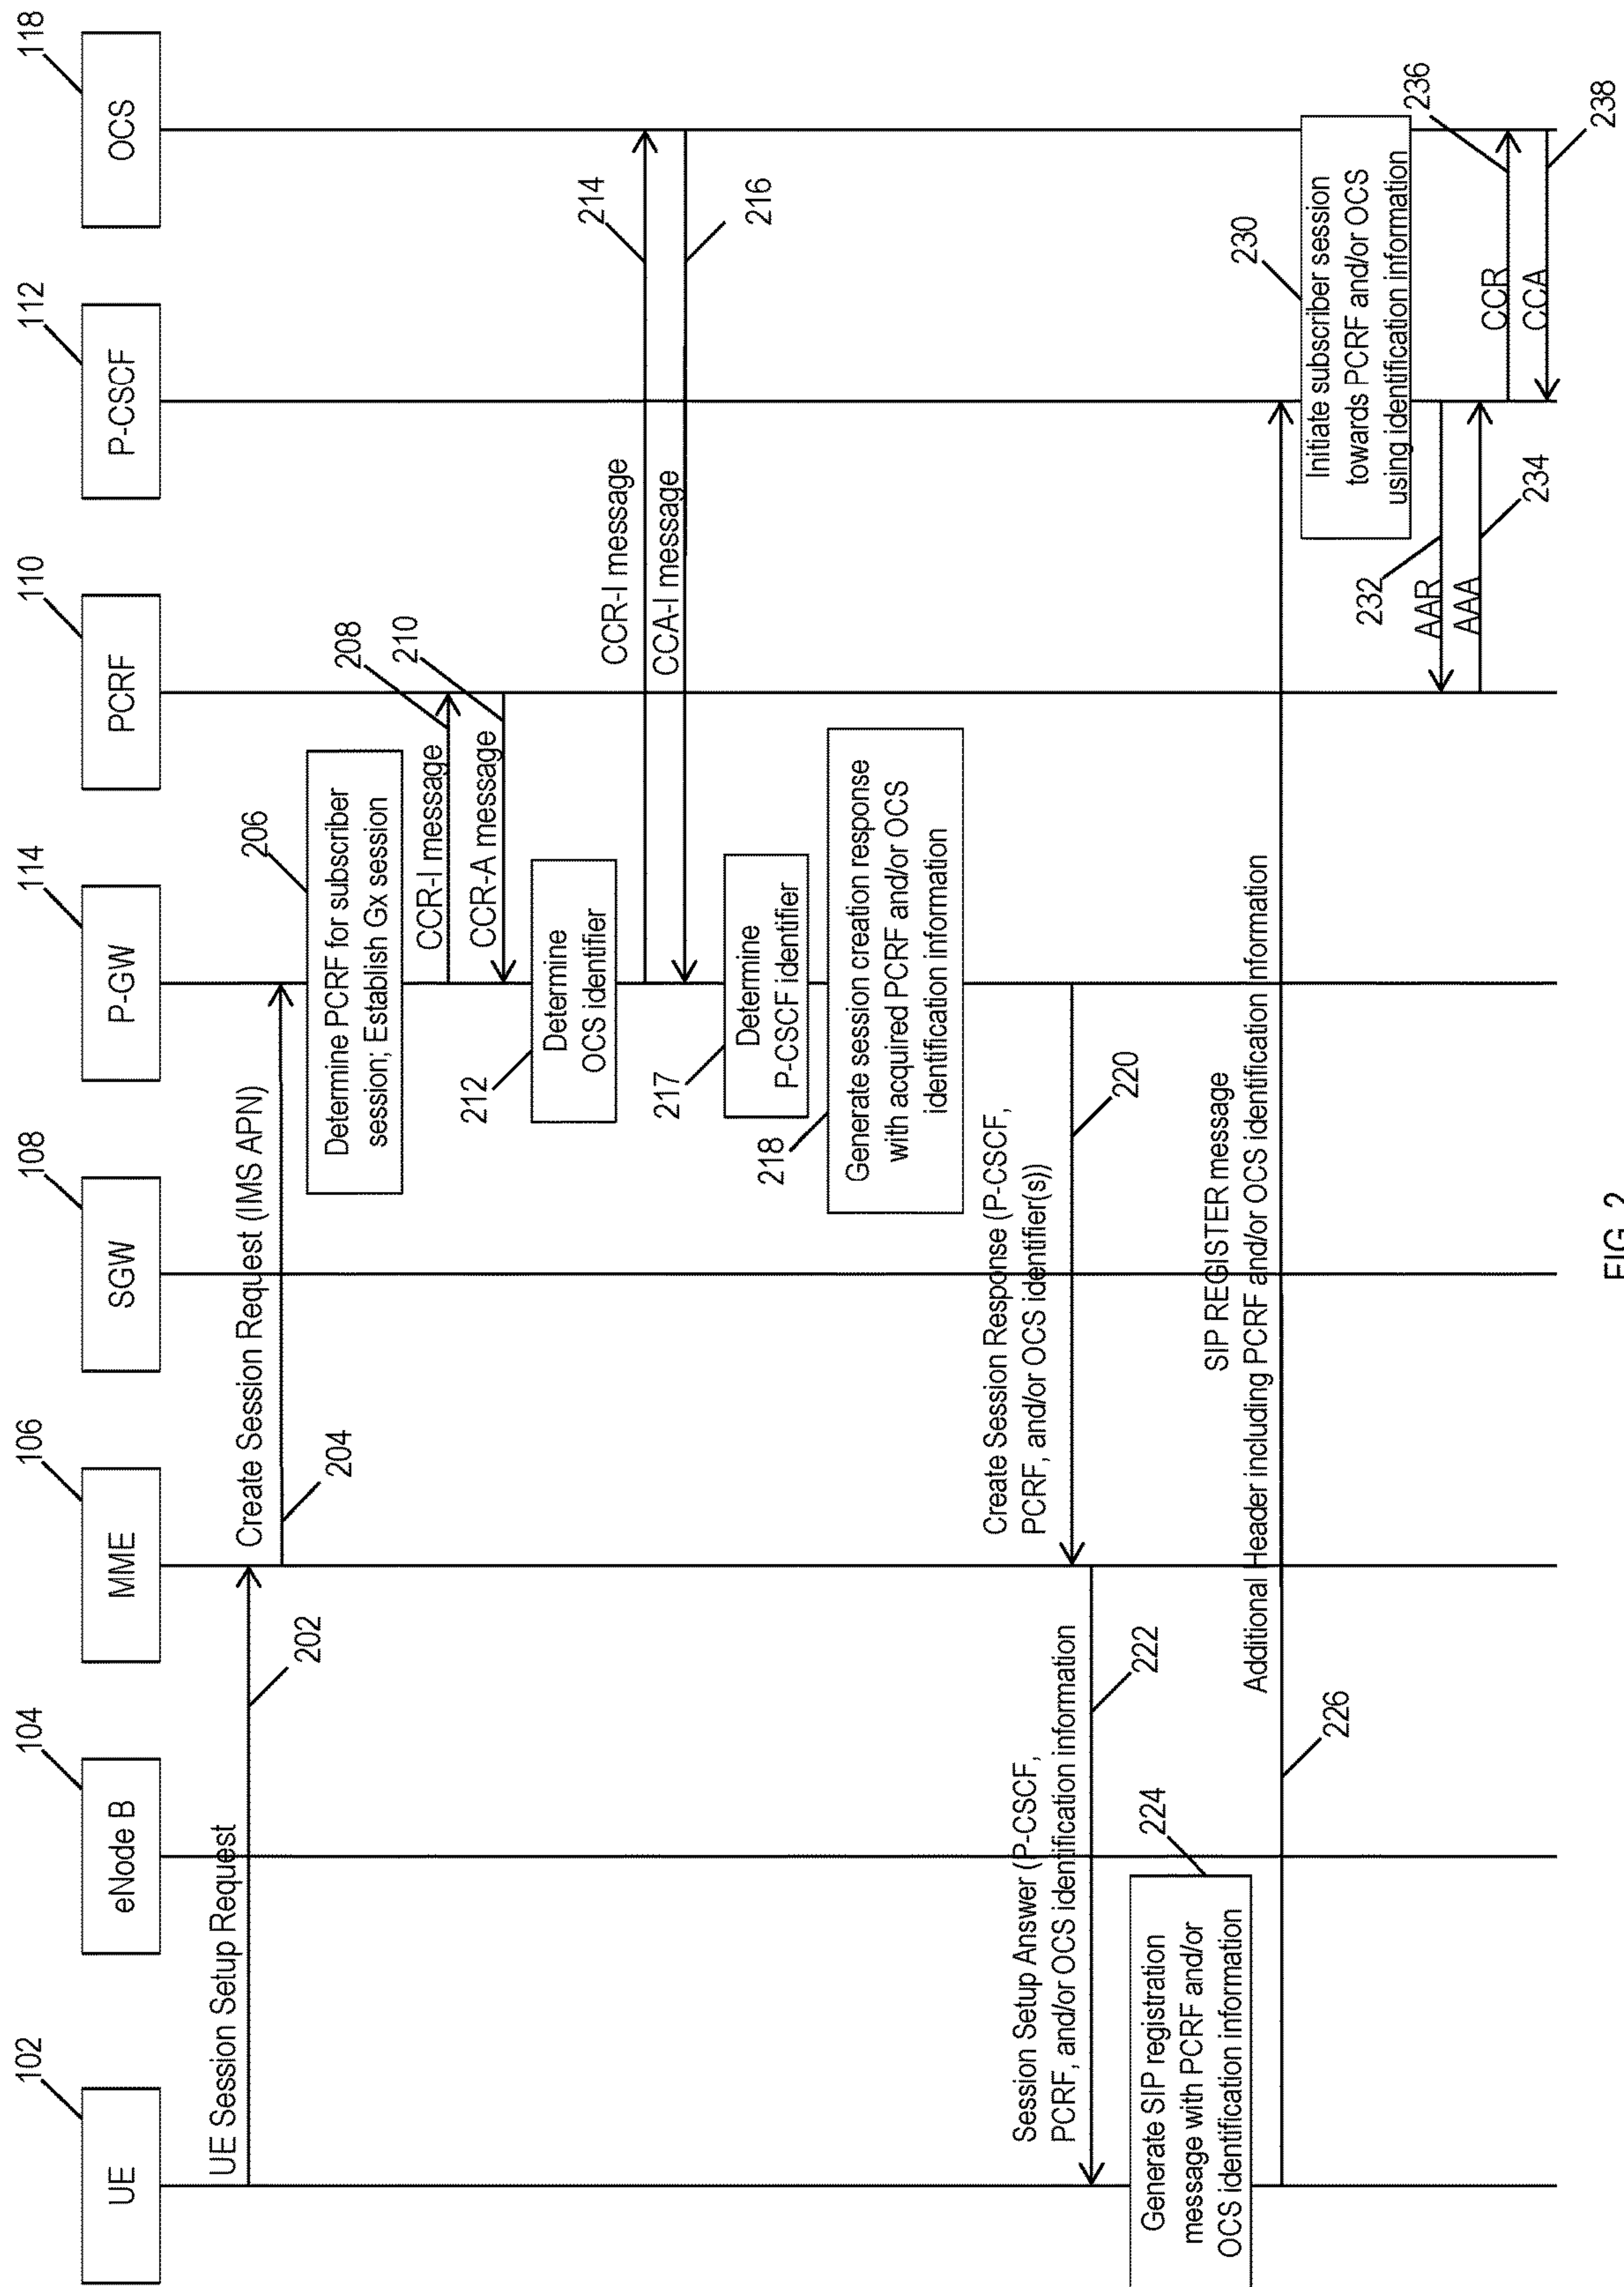 102
104
106
108
114
110
112
118
UE
eNode B
MME
SGW
P-GW
PCRF
P-CSCF
OCS
UE Session Setup Request
202
Create Session Request (IMS APN)
204
206
Determine PCRF for subscriber
session; Establish Gx session
208
CCR-I message
210
CCR-A message
212
Determine
OCS identifier
214
CCR-I message
CCA-I message
216
217
Determine
P-CSCF identifier
218
Generate session creation response
with acquired PCRF and/or OCS
identification information
Create Session Response (P-CSCF,
PCRF, and/or OCS identifier(s))
220
Session Setup Answer (P-CSCF,
PCRF, and/or OCS identification information
222
224
Generate SIP registration
message with PCRF and/or
OCS identification information
SIP REGISTER message
Additional Header including PCRF and/or OCS identification information
226
230
Initiate subscriber session
towards PCRF and/or OCS
using identification information
232
AAR
AAA
234
236
CCR
CCA
238
FIG. 2